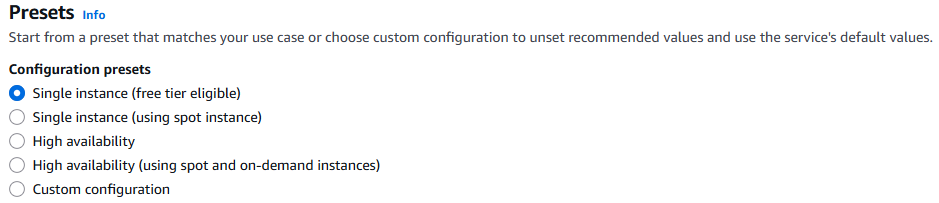 Presets Info
Start from a preset that matches your use case or choose custom configuration to unset recommended values and use the service's default values.
Configuration presets
Single instance (free tier eligible)
Single instance (using spot instance)
High availability
High availability (using spot and on-demand instances)
Custom configuration